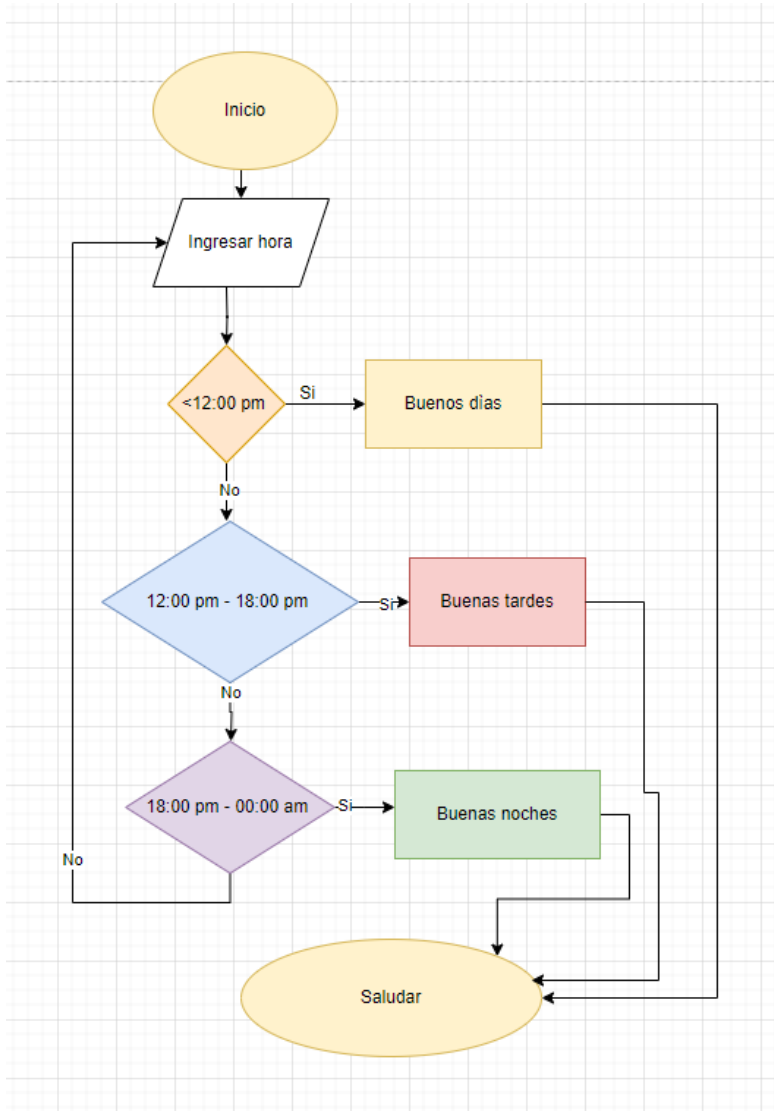 Inicio
Ingresar hora
<12:00 pm
Si
Buenos días
No
12:00 pm - 18:00 pm
Si
Buenas tardes
No
18:00 pm - 00:00 am
Si
Buenas noches
No
Saludar